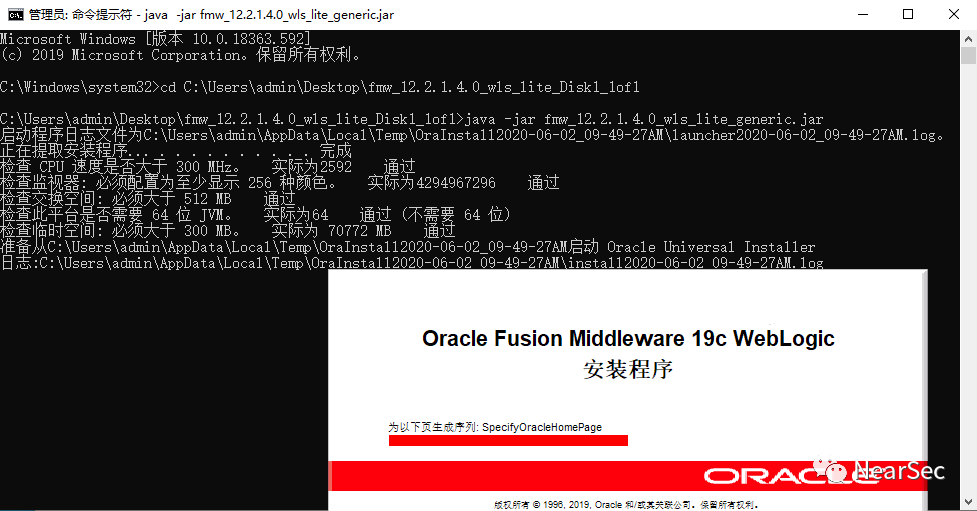 管理员: 命令提示符 - java  -jar fmw_12.2.1.4.0_wls_lite_generic.jar
Microsoft Windows [版本 10.0.18363.592]
(c) 2019 Microsoft Corporation。保留所有权利。
C:\Windows\system32>cd C:\Users\admin\Desktop\fmw_12.2.1.4.0_wls_lite_Disk1_1of1
C:\Users\admin\Desktop\fmw_12.2.1.4.0_wls_lite_Disk1_1of1>java -jar fmw_12.2.1.4.0_wls_lite_generic.jar
启动程序日志文件为C:\Users\admin\AppData\Local\Temp\OraInstall2020-06-02_09-49-27AM\launcher2020-06-02_09-49-27AM.log。
正在提取安装程序. . . . . . . . . . . . 完成
检查 CPU 速度是否大于 300 MHz。   实际为2592    通过
检查监视器: 必须配置为至少显示 256 种颜色。   实际为4294967296    通过
检查交换空间: 必须大于 512 MB    通过
检查此平台是否需要 64 位 JVM。   实际为64    通过 (不需要 64 位)
检查临时空间: 必须大于 300 MB。   实际为 70772 MB    通过
准备从C:\Users\admin\AppData\Local\Temp\OraInstall2020-06-02_09-49-27AM启动 Oracle Universal Installer
日志:C:\Users\admin\AppData\Local\Temp\OraInstall2020-06-02_09-49-27AM\install2020-06-02_09-49-27AM.log
Oracle Fusion Middleware 19c WebLogic
安装程序
为以下页生成序列: SpecifyOracleHomePage
ORACLE
NearSec
版权所有 © 1996, 2019, Oracle 和/或其关联公司。保留所有权利。